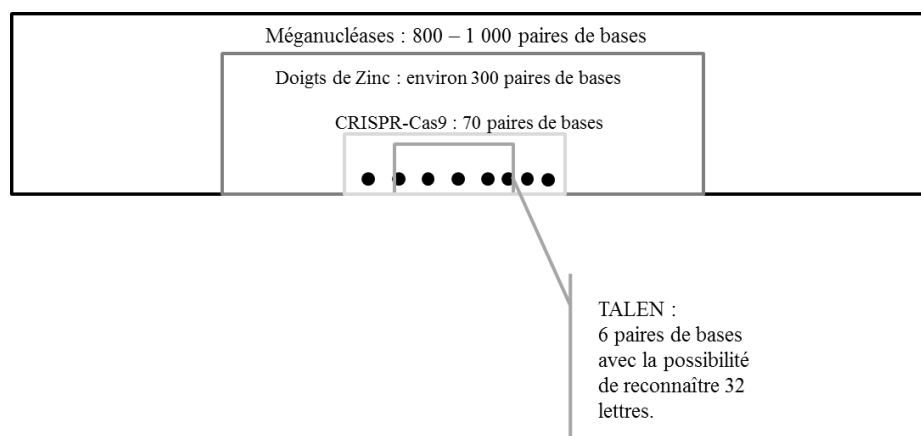 Méganucléases : 800 – 1 000 paires de bases
Doigts de Zinc : environ 300 paires de bases
CRISPR-Cas9 : 70 paires de bases
TALEN :
6 paires de bases
avec la possibilité
de reconnaître 32
lettres.